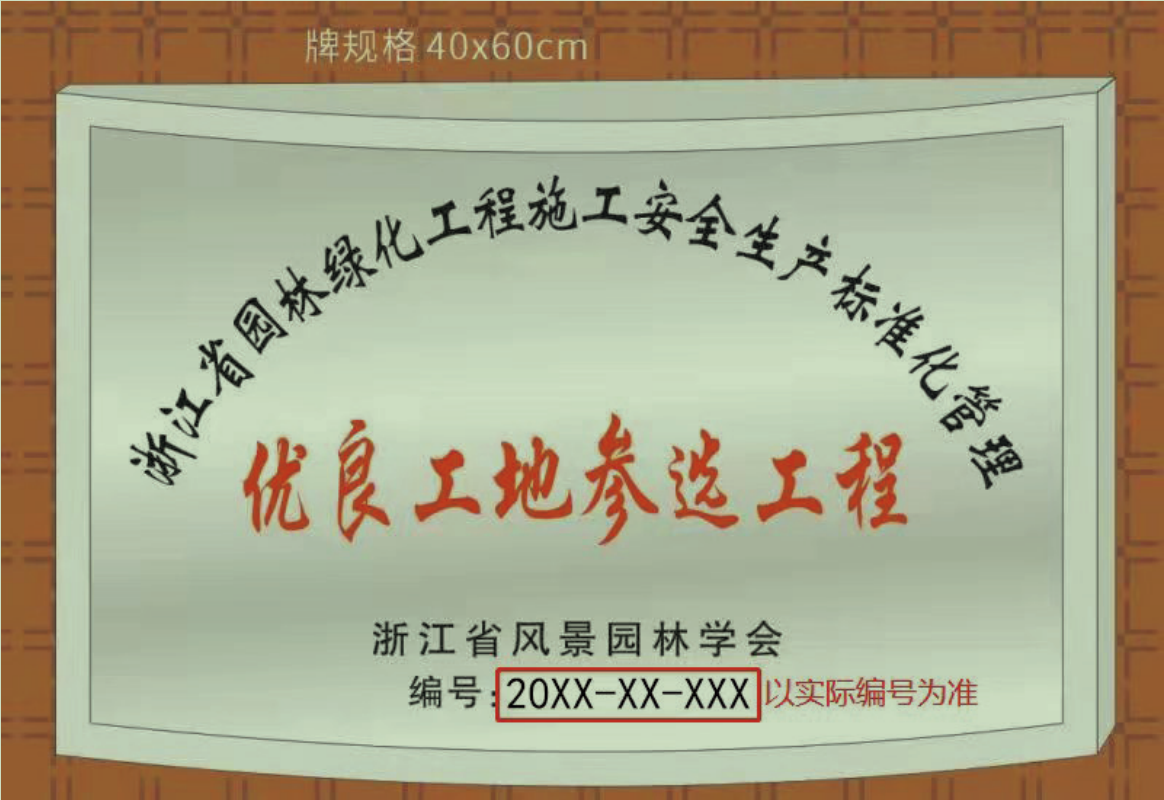 牌规格 40x60cm
浙江省园林绿化工程施工安全生产标准化管理
优良工地参选工程
浙江省风景园林学会
编号：20XX-XX-XXX 以实际编号为准